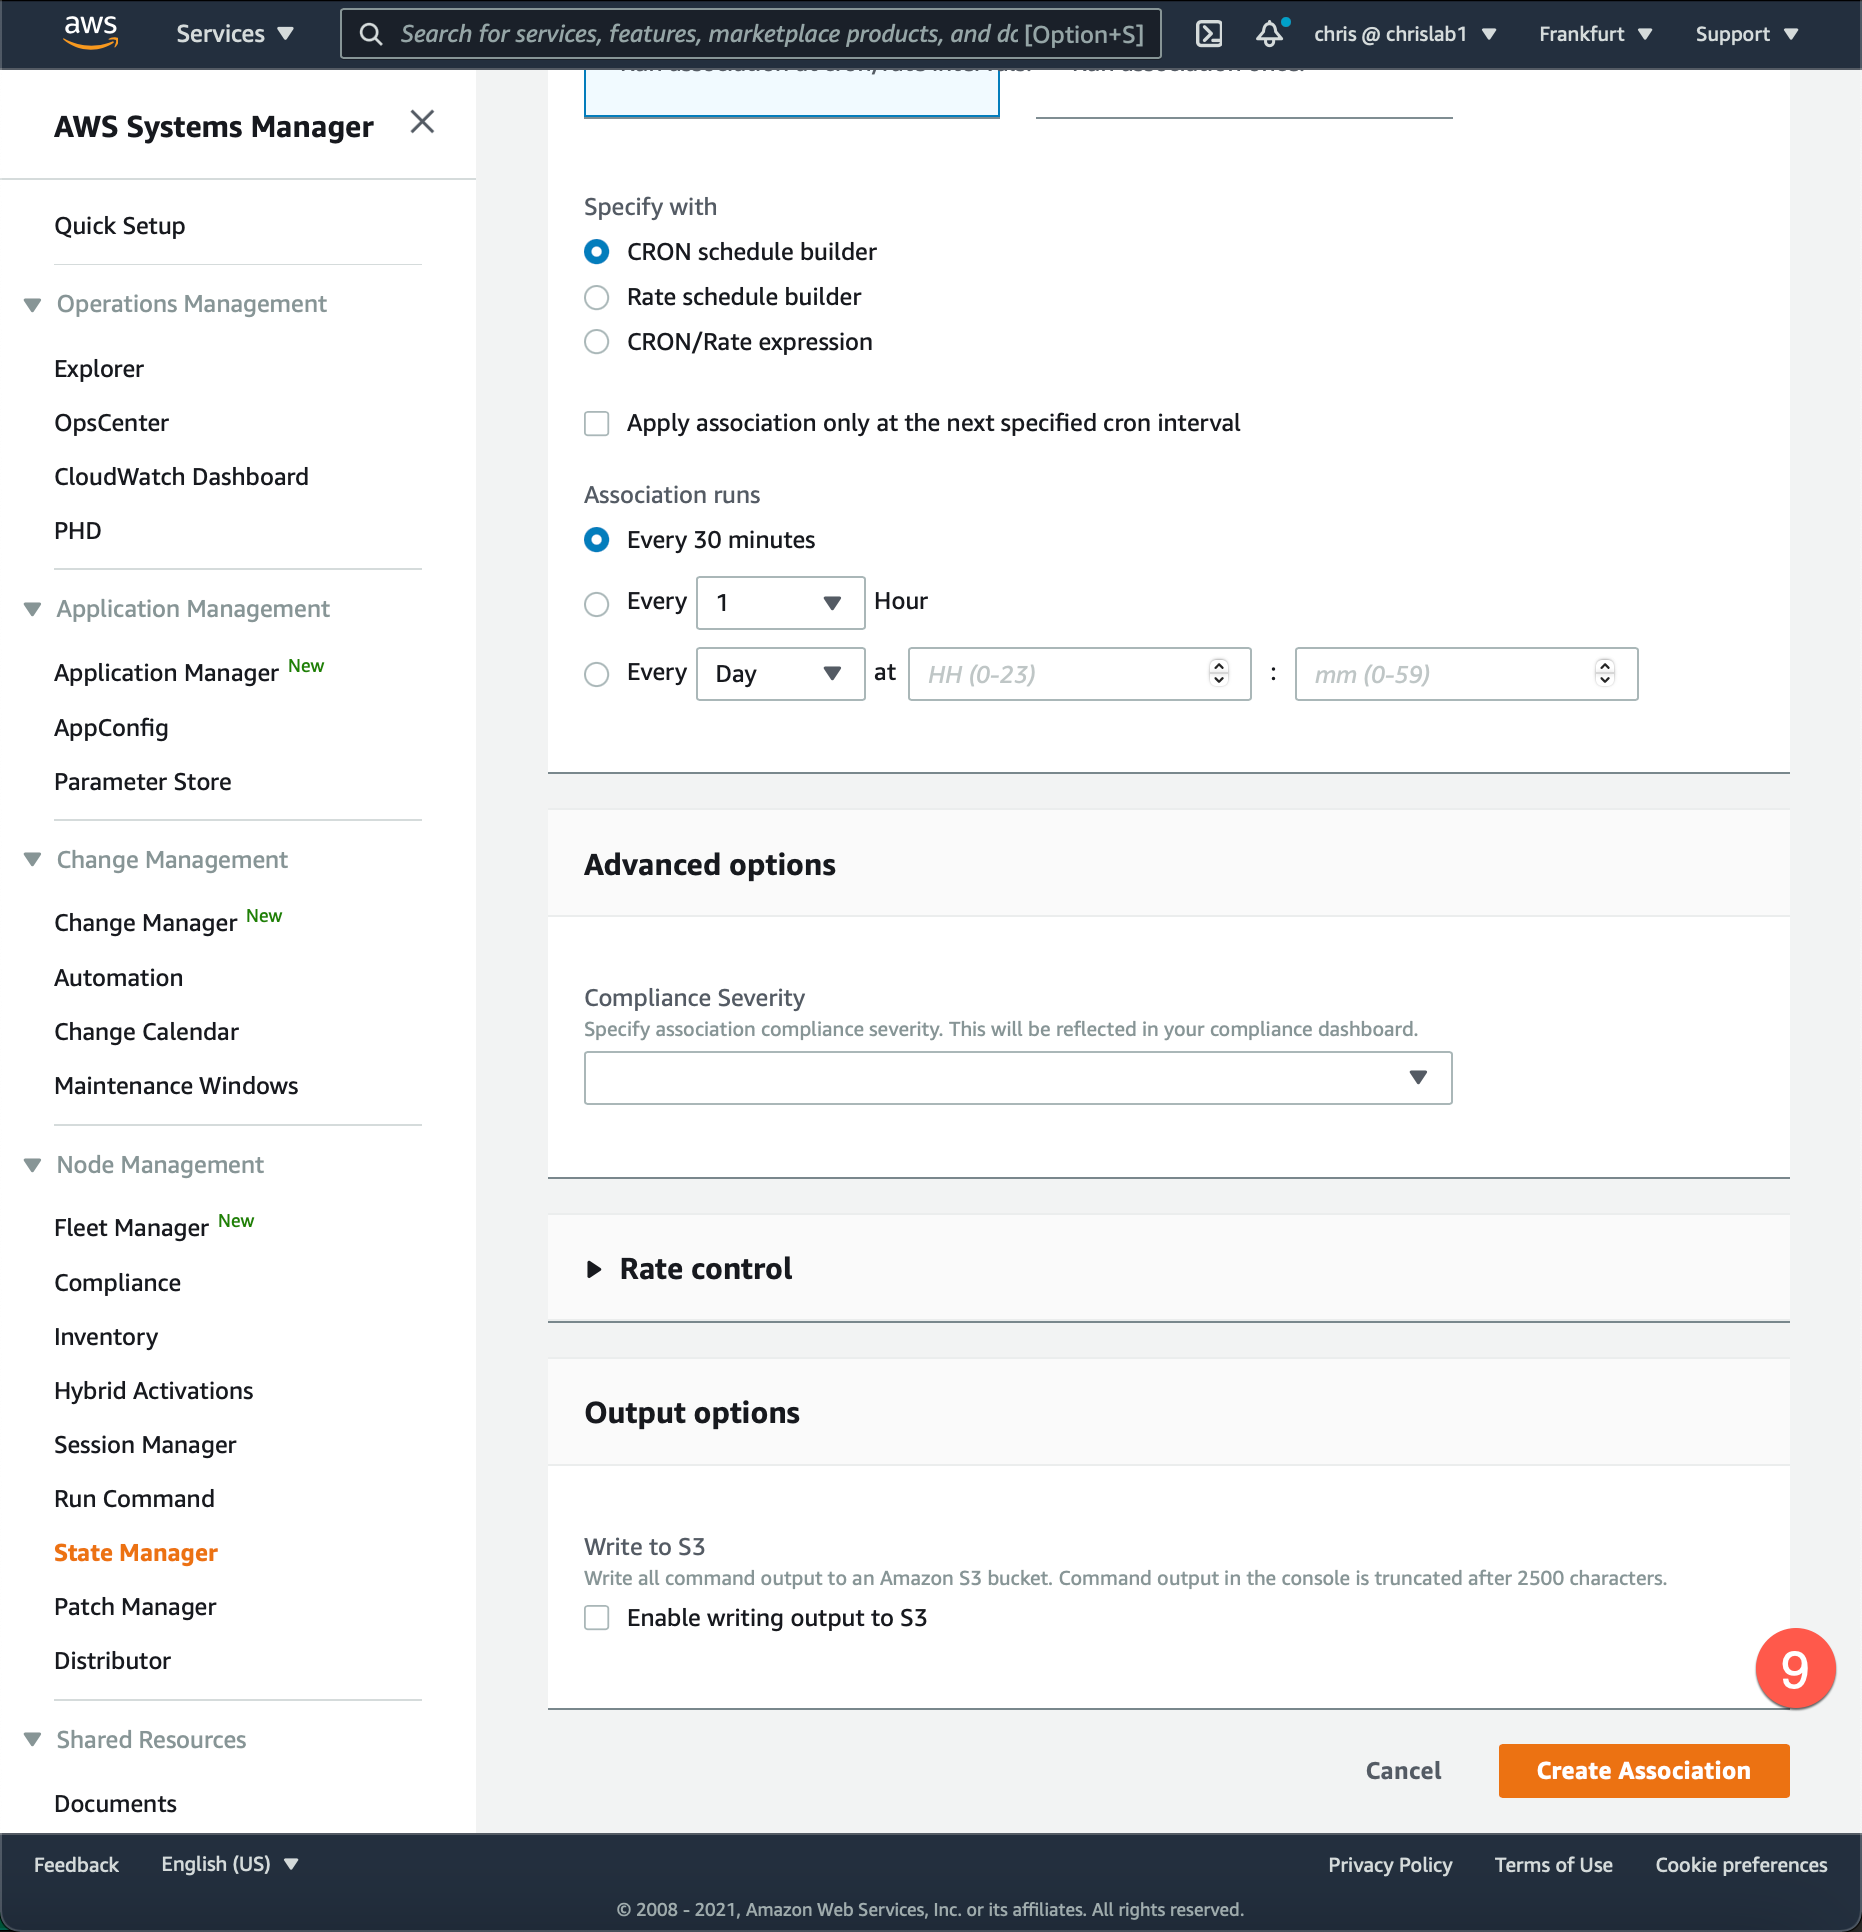 aws
Services
Search for services, features, marketplace products, and dc [Option+S]
chris @ chrislab1
Frankfurt
Support
AWS Systems Manager
Quick Setup
Operations Management
Explorer
OpsCenter
CloudWatch Dashboard
PHD
Application Management
Application Manager New
AppConfig
Parameter Store
Change Management
Change Manager New
Automation
Change Calendar
Maintenance Windows
Node Management
Fleet Manager New
Compliance
Inventory
Hybrid Activations
Session Manager
Run Command
State Manager
Patch Manager
Distributor
Shared Resources
Documents
Specify with
CRON schedule builder
Rate schedule builder
CRON/Rate expression
Apply association only at the next specified cron interval
Association runs
Every 30 minutes
Every 1 Hour
Every Day at HH (0-23) : mm (0-59)
Advanced options
Compliance Severity
Specify association compliance severity. This will be reflected in your compliance dashboard.
Rate control
Output options
Write to S3
Write all command output to an Amazon S3 bucket. Command output in the console is truncated after 2500 characters.
Enable writing output to S3
9
Cancel
Create Association
Feedback
English (US)
Privacy Policy
Terms of Use
Cookie preferences
© 2008 - 2021, Amazon Web Services, Inc. or its affiliates. All rights reserved.